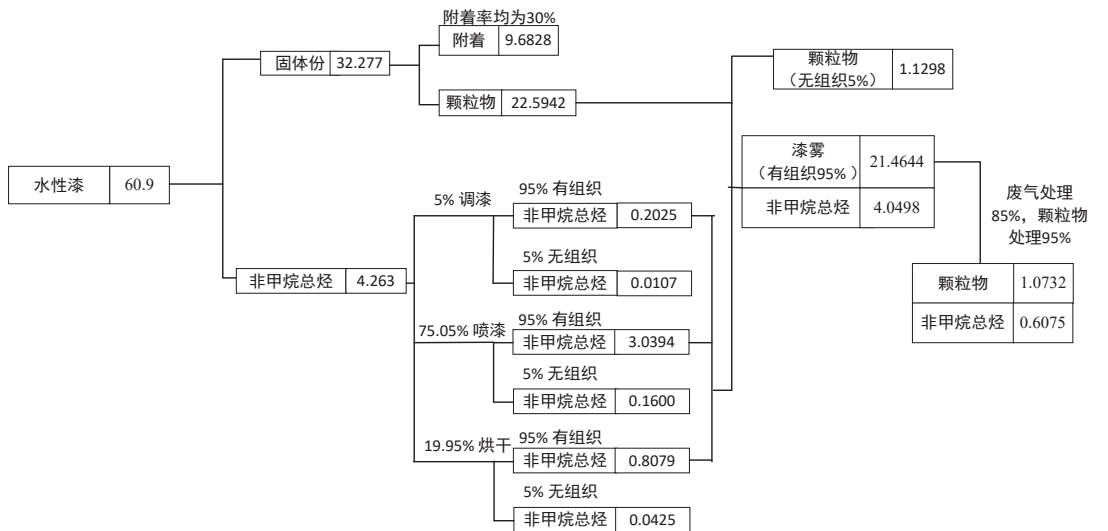 附着率均为30%
附着 9.6828
固体份 32.277
颗粒物 22.5942
颗粒物
（无组织5%）
1.1298
漆雾
（有组织95% ）
21.4644
非甲烷总烃 4.0498
水性漆 60.9
废气处理
85%，颗粒物
处理95%
颗粒物 1.0732
非甲烷总烃 0.6075
非甲烷总烃 4.263
5% 调漆
95% 有组织
非甲烷总烃 0.2025
5% 无组织
非甲烷总烃 0.0107
75.05% 喷漆
95% 有组织
非甲烷总烃 3.0394
5% 无组织
非甲烷总烃 0.1600
19.95% 烘干
95% 有组织
非甲烷总烃 0.8079
5% 无组织
非甲烷总烃 0.0425